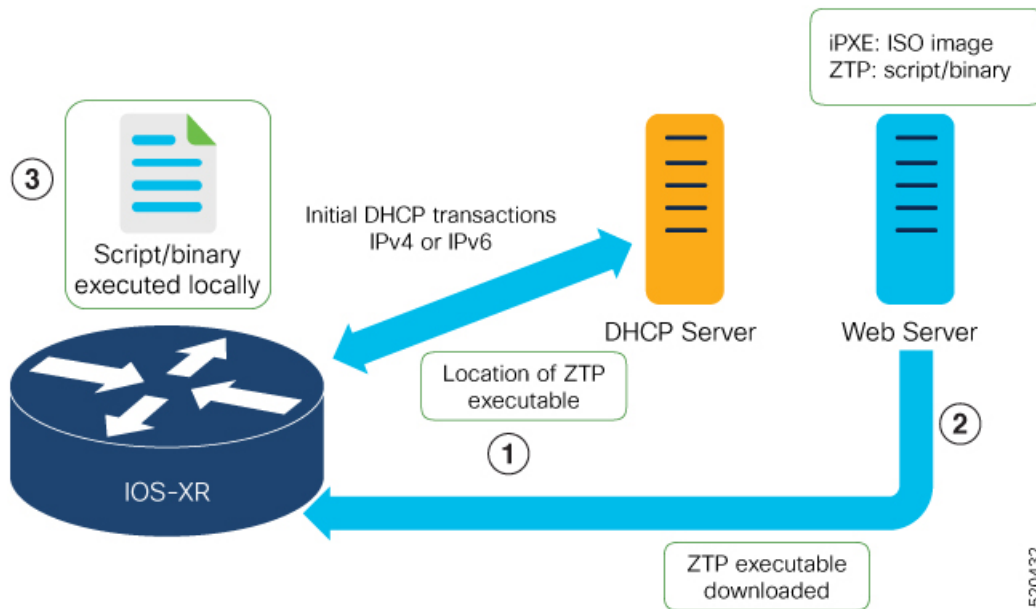 iPXE: ISO image
ZTP: script/binary
3
Script/binary
executed locally
Initial DHCP transactions
IPv4 or IPv6
DHCP Server
Web Server
Location of ZTP
executable
1
2
IOS-XR
ZTP executable
downloaded